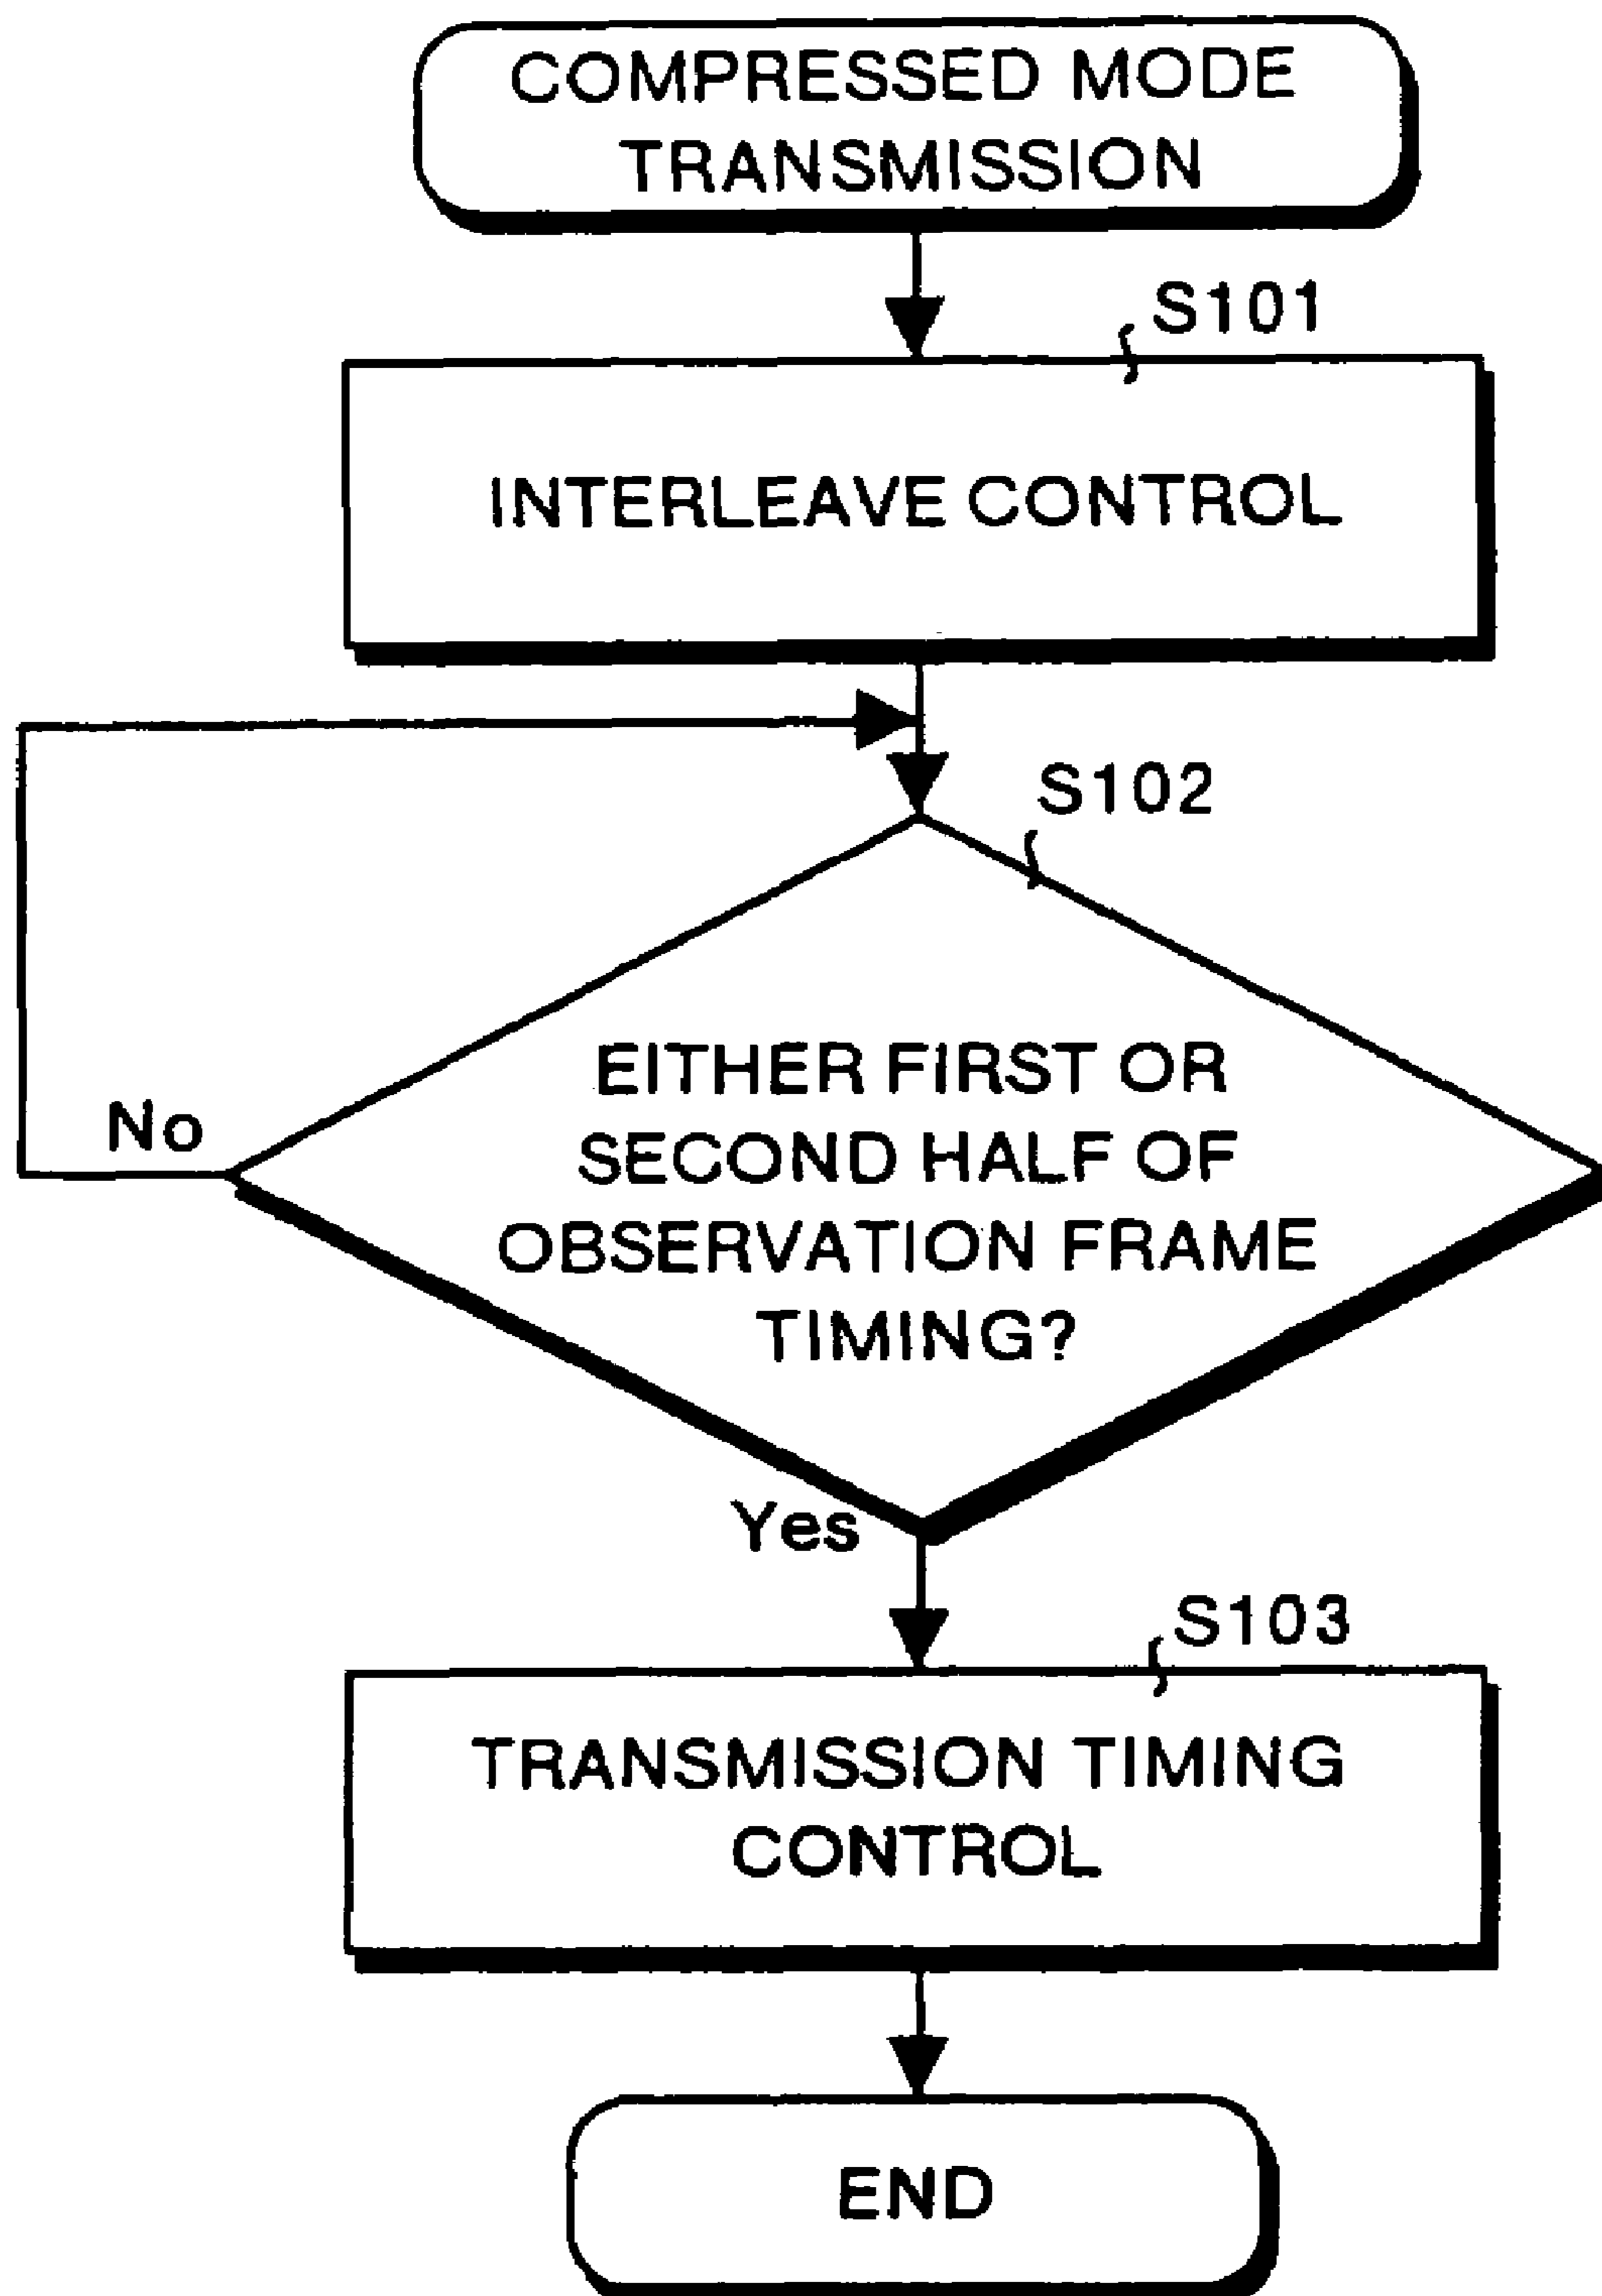 COMPRESSED MODE
TRANSMISSION
S101
INTERLEAVE CONTROL
S102
EITHER FIRST OR
SECOND HALF OF
OBSERVATION FRAME
TIMING?
No
Yes
S103
TRANSMISSION TIMING
CONTROL
END